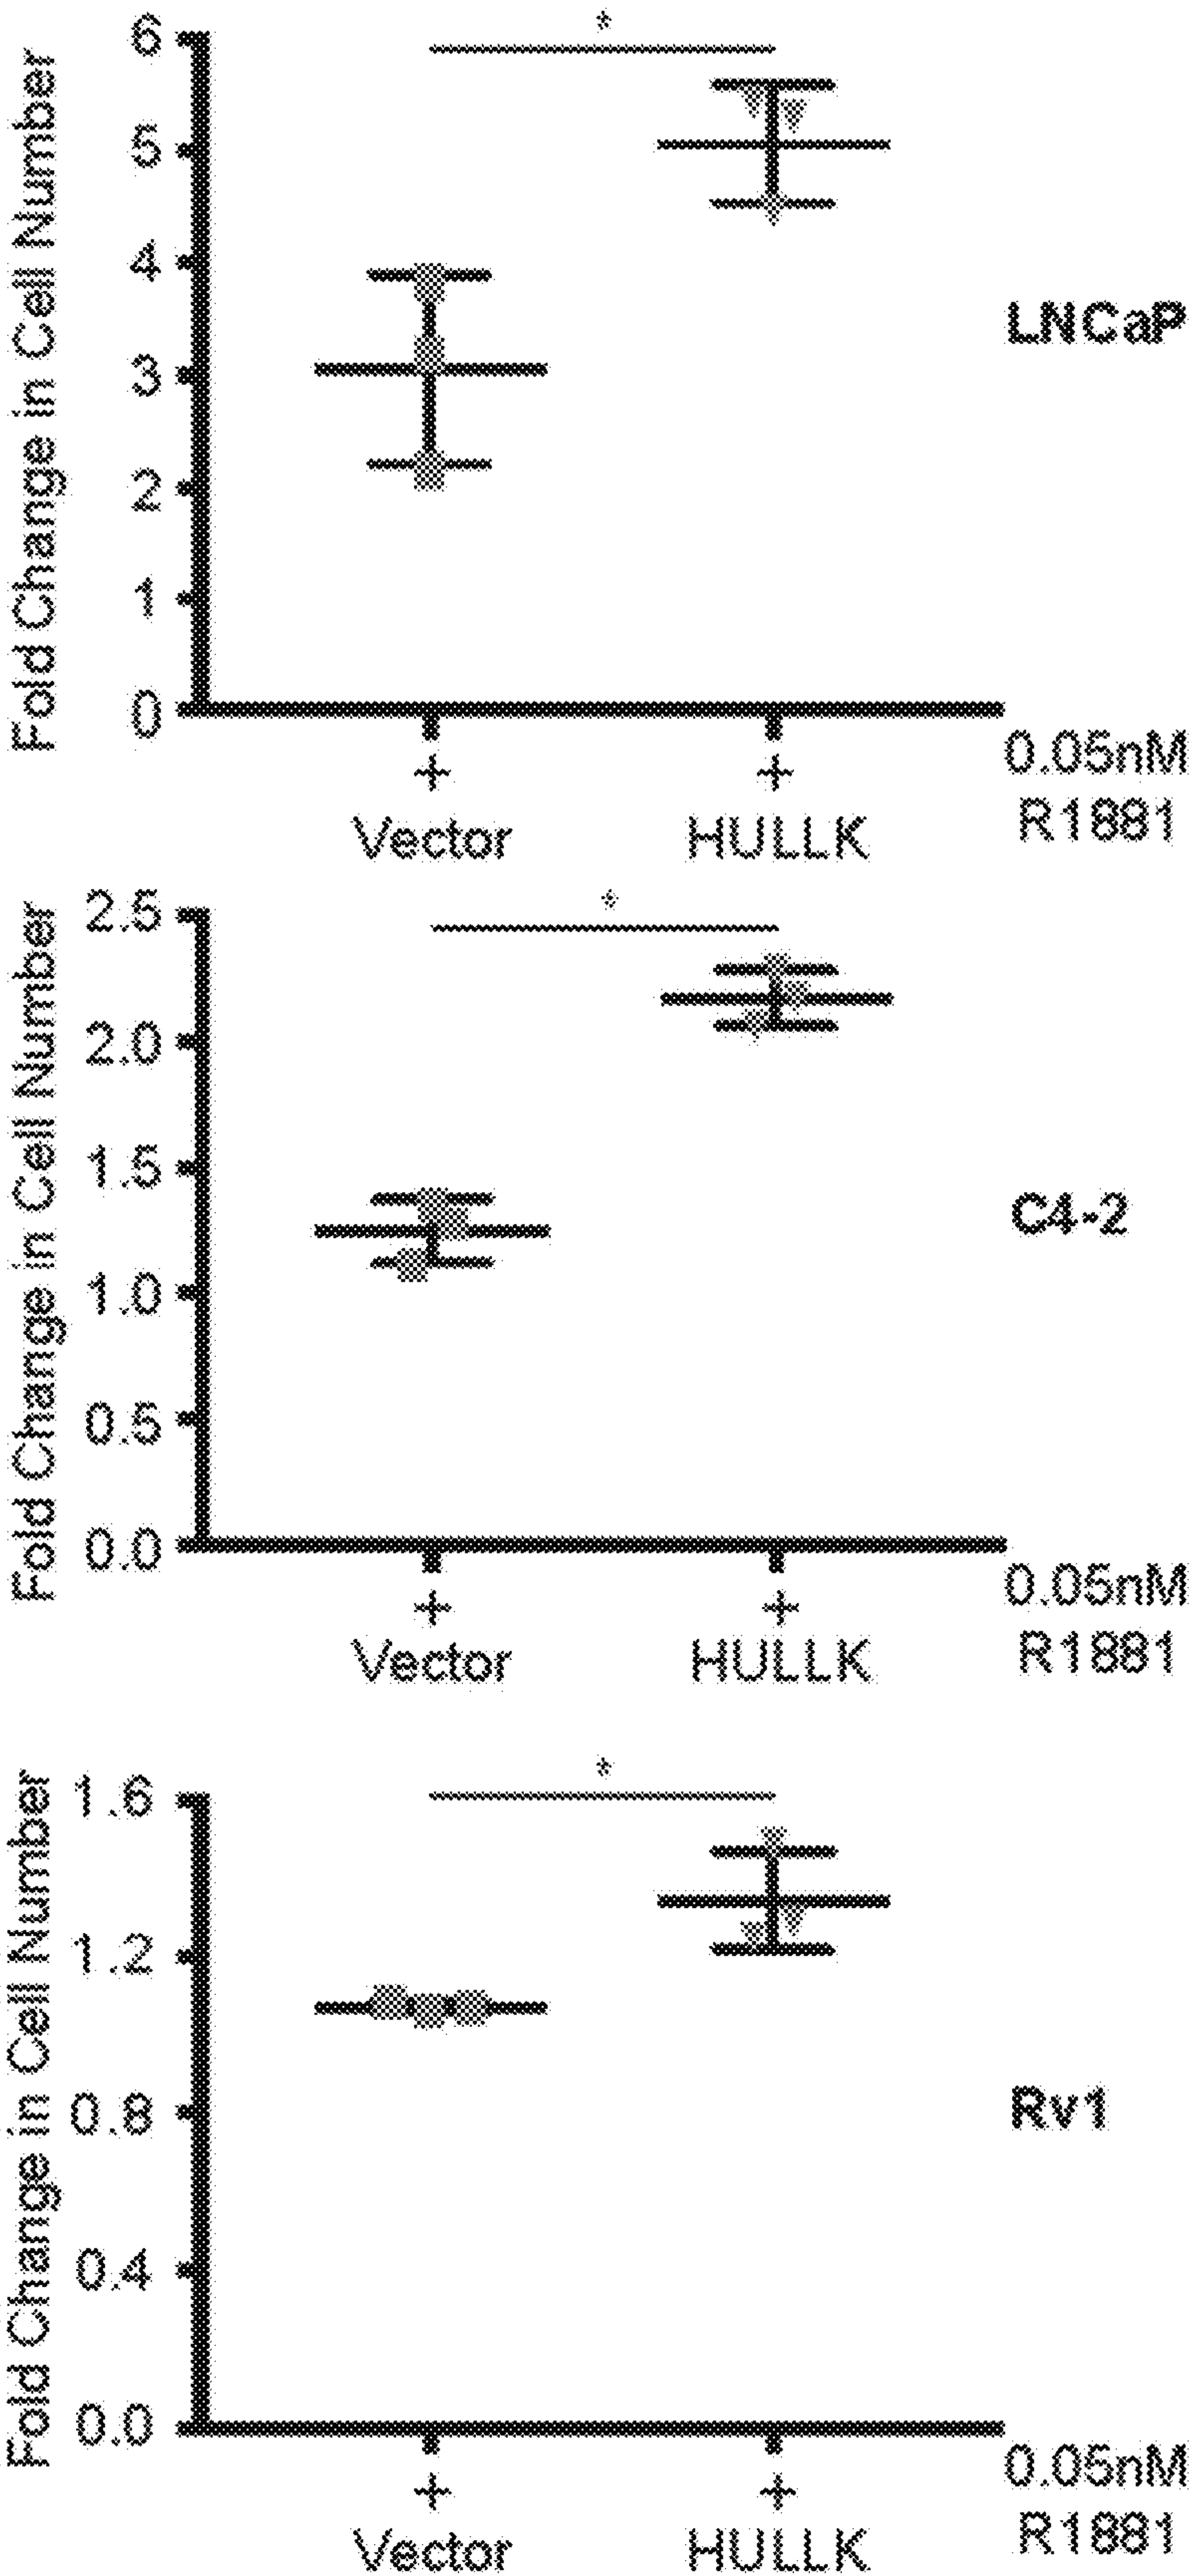 Fold Change in Cell Number
6
5
4
3
2
1
0
*
LNCaP
+ +
0.05nM
Vector HULLK
R1881
Fold Change in Cell Number
2.5
2.0
1.5
1.0
0.5
0.0
*
C4-2
+ +
0.05nM
Vector HULLK
R1881
Fold Change in Cell Number
1.6
1.2
0.8
0.4
0.0
*
Rv1
+ +
0.05nM
Vector HULLK
R1881